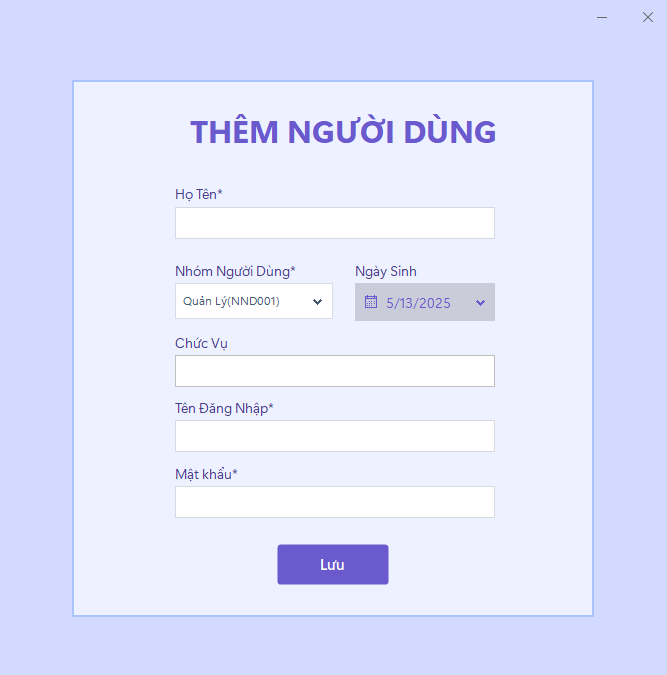 THÊM NGƯỜI DÙNG
Họ Tên*
Nhóm Người Dùng* Ngày Sinh
Quản Lý(NND001) 5/13/2025
Chức Vụ
Tên Đăng Nhập*
Mật khẩu*
Lưu